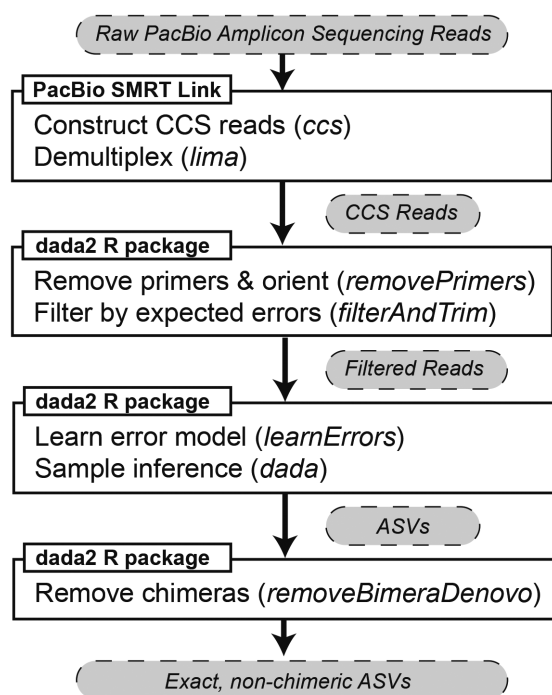 Raw PacBio Amplicon Sequencing Reads
PacBio SMRT Link
Construct CCS reads (ccs)
Demultiplex (lima)
CCS Reads
dada2 R package
Remove primers & orient (removePrimers)
Filter by expected errors (filterAndTrim)
Filtered Reads
dada2 R package
Learn error model (learnErrors)
Sample inference (dada)
ASVs
dada2 R package
Remove chimeras (removeBimeraDenovo)
Exact, non-chimeric ASVs